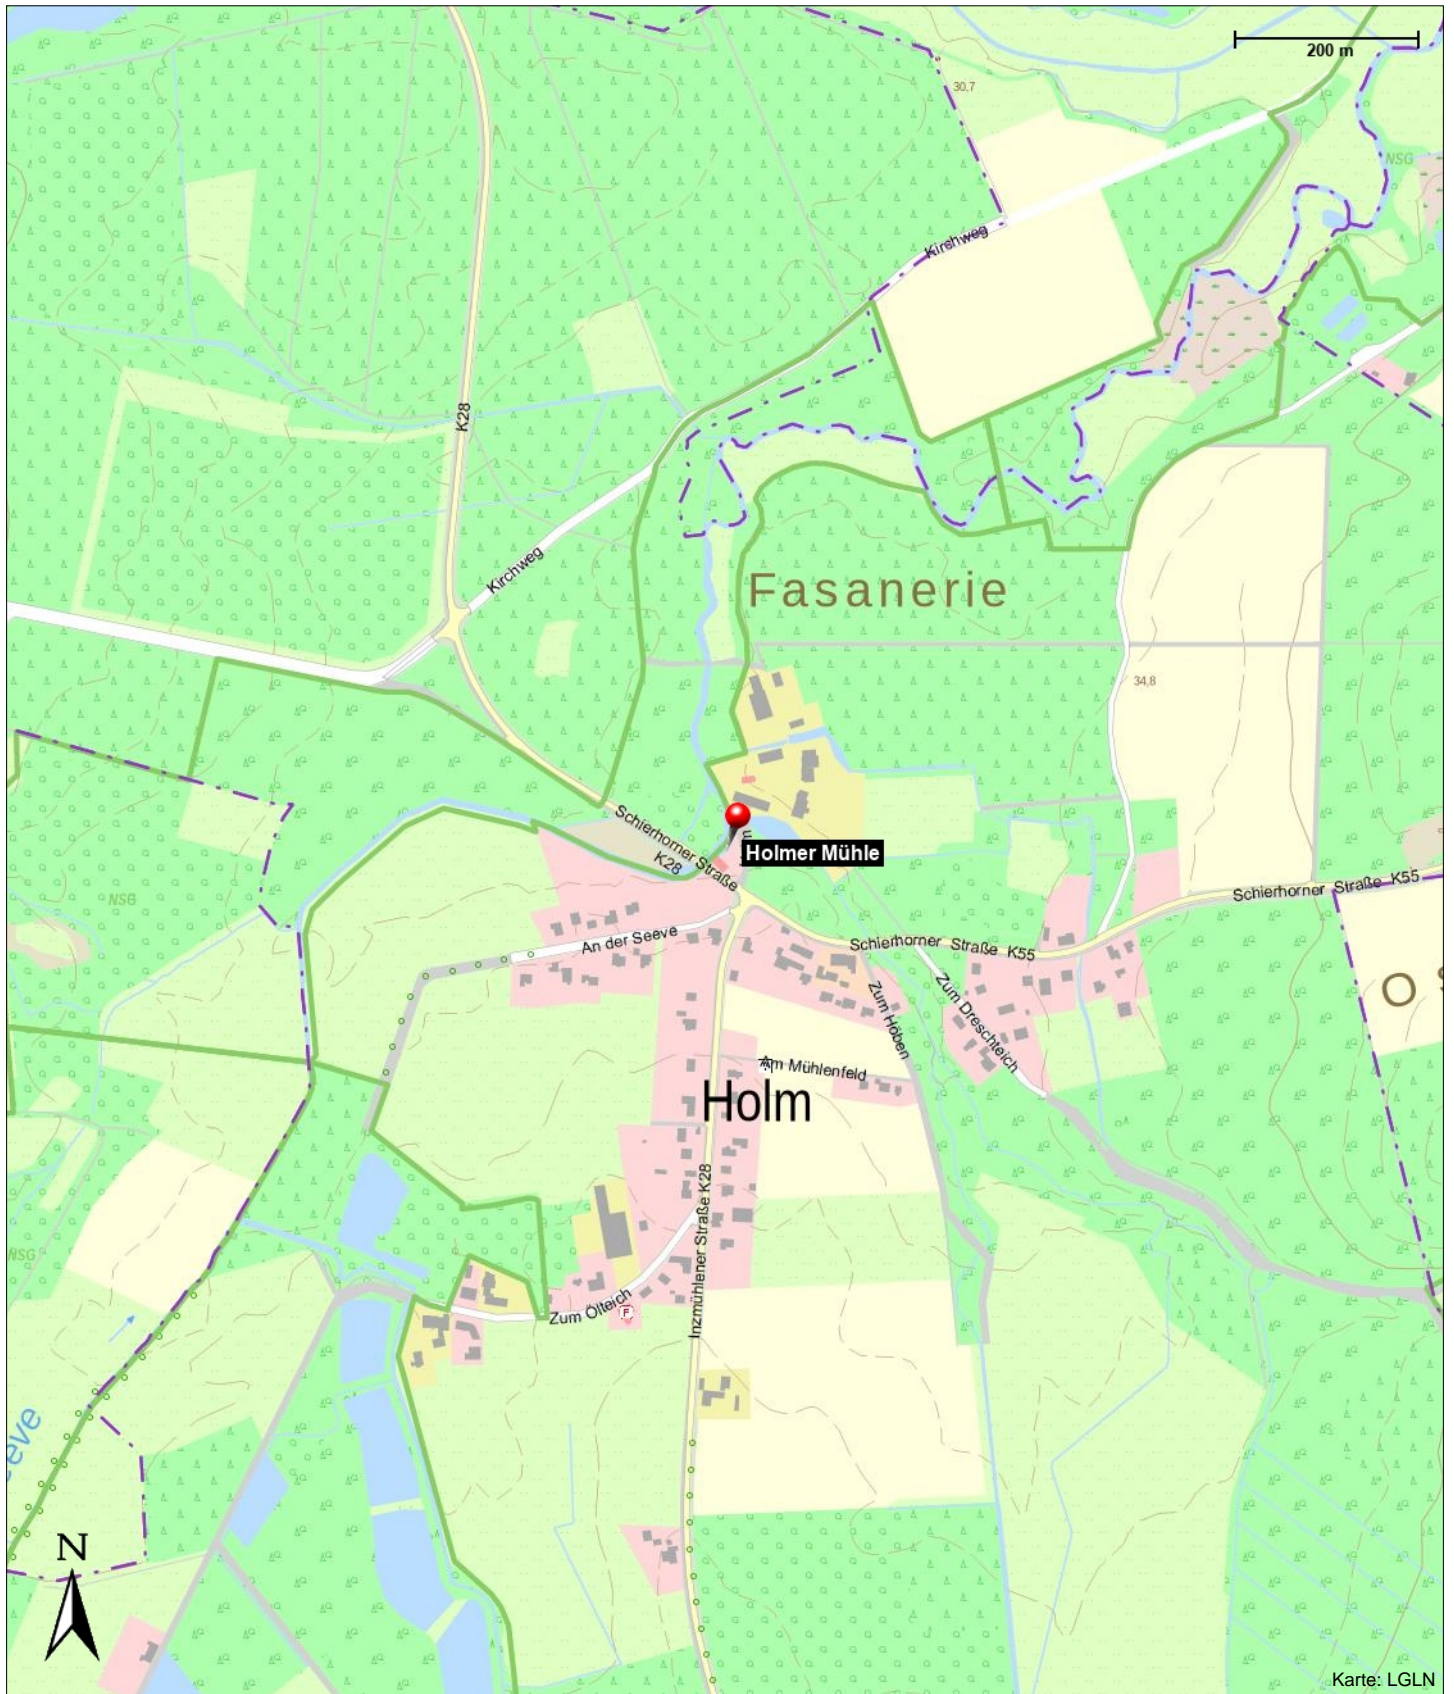 200 m
30,7
NSG
Kirchweg
K28
Kirchweg
Fasanerie
34,8
Schierhorner Straße
K28
Holmer Mühle
Schierhorner Straße K55
NSG
An der Seeve
Schierhorner Straße K55
Zum Höben
Zum Dreschteich
Am Mühlenfeld
Holm
Inzmühlener Straße K28
NSG
Zum Ölteich
F
N
Karte: LGLN